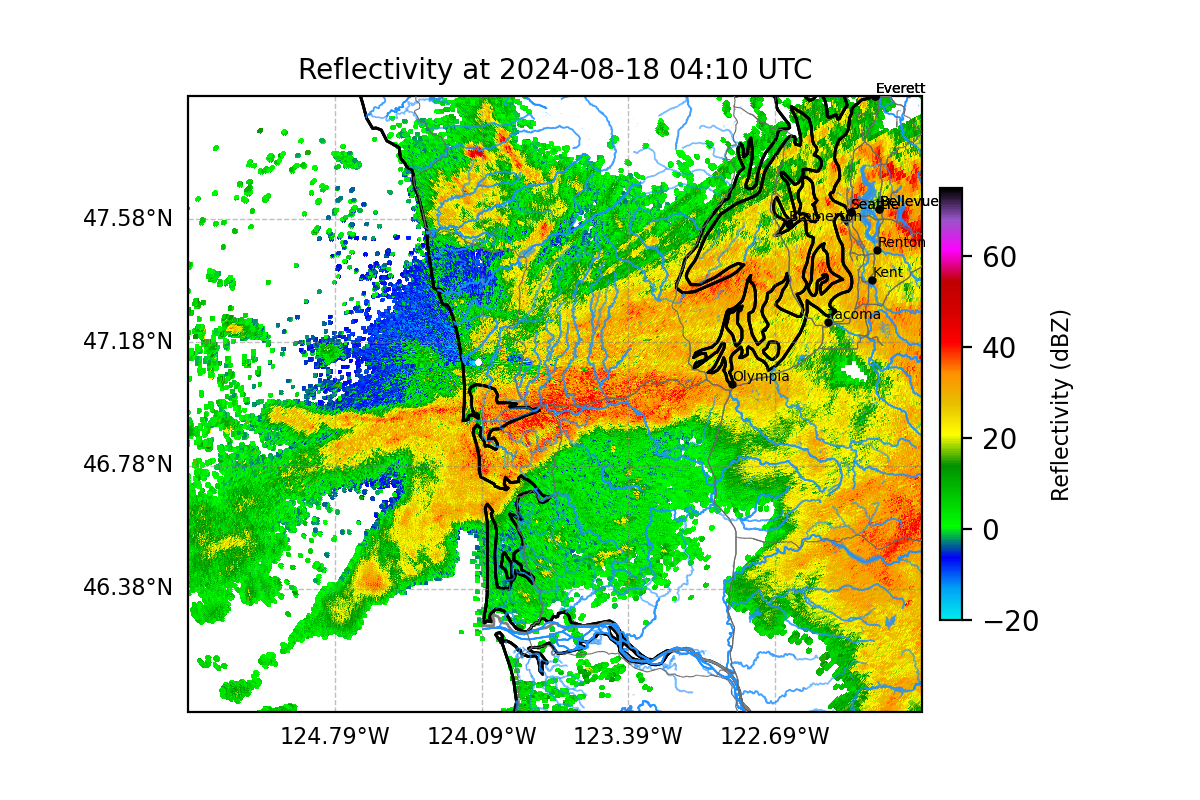 Reflectivity at 2024-08-18 04:10 UTC
Everett
47.58°N
Seattle
Bellevue
Bremerton
Renton
Kent
47.18°N
Tacoma
Olympia
46.78°N
46.38°N
124.79°W 124.09°W 123.39°W 122.69°W
60
40
20
0
−20
Reflectivity (dBZ)